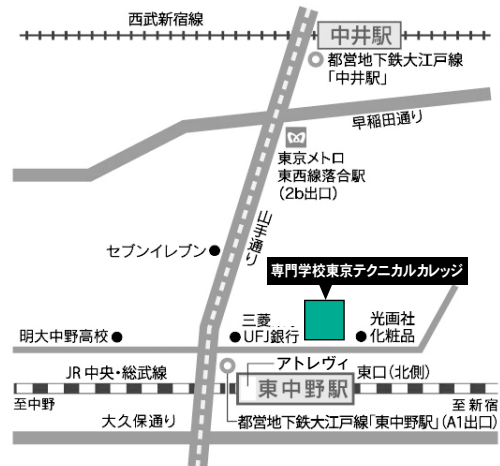 西武新宿線
中井駅
都営地下鉄大江戸線
「中井駅」
早稲田通り
東京メトロ
東西線落合駅
（2b出口）
山手通り
セブンイレブン
専門学校東京テクニカルカレッジ
三菱
UFJ銀行
光画社
化粧品
明大中野高校
アトレヴィ
JR中央・総武線
東中野駅
東口（北側）
至中野
至新宿
大久保通り
都営地下鉄大江戸線「東中野駅」（A1出口）